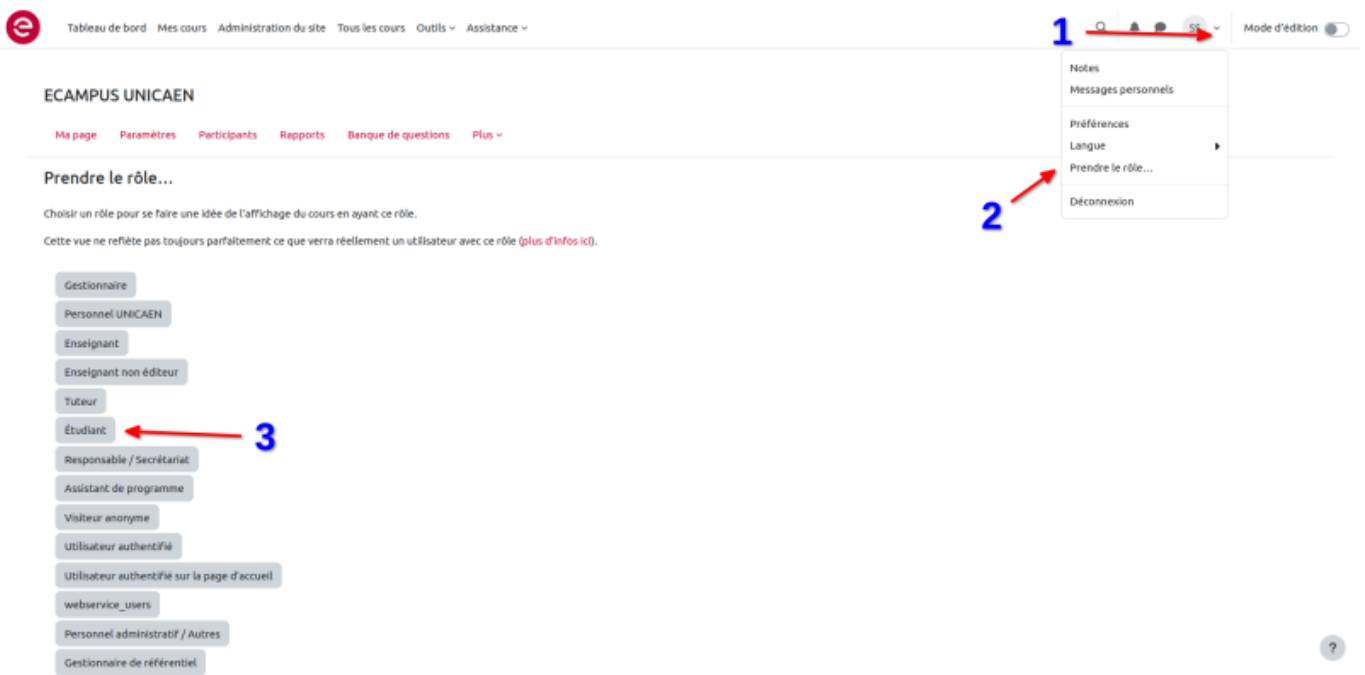 e Tableau de bord Mes cours Administration du site Tous les cours Outils Assistance 1 SS Mode d'édition
Notes
Messages personnels
Préférences
Langue
Prendre le rôle...
2
Déconnexion
ECAMPUS UNICAEN
Ma page Paramètres Participants Rapports Banque de questions Plus
Prendre le rôle...
Choisir un rôle pour se faire une idée de l'affichage du cours en ayant ce rôle.
Cette vue ne reflète pas toujours parfaitement ce que verra réellement un utilisateur avec ce rôle (plus d'infos ici).
Gestionnaire
Personnel UNICAEN
Enseignant
Enseignant non éditeur
Tuteur
Étudiant 3
Responsable / Secrétariat
Assistant de programme
Visiteur anonyme
Utilisateur authentifié
Utilisateur authentifié sur la page d'accueil
webservice_users
Personnel administratif / Autres
Gestionnaire de référentiel
?